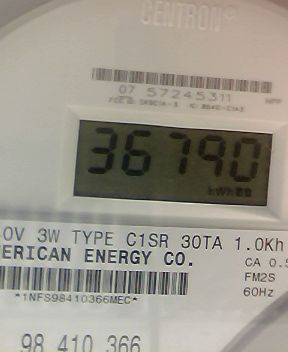 CENTRON®
07 57245311
36790
kWh
.0V 3W TYPE C1SR 30TA 1.0Kh
ERICAN ENERGY CO.
CA 0.5
FM2S
*1NFS98410366MEC*
60Hz
98 410 366